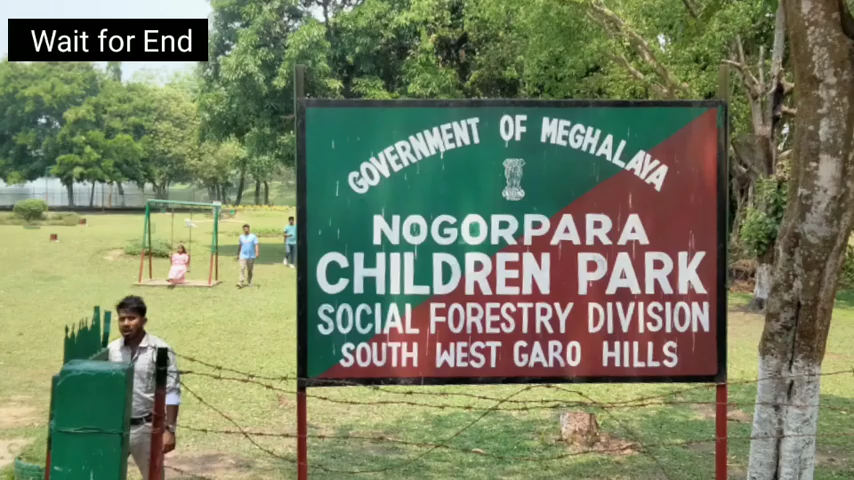 Wait for End
GOVERNMENT OF MEGHALAYA
NOGORPARA
CHILDREN PARK
SOCIAL FORESTRY DIVISION
SOUTH WEST GARO HILLS